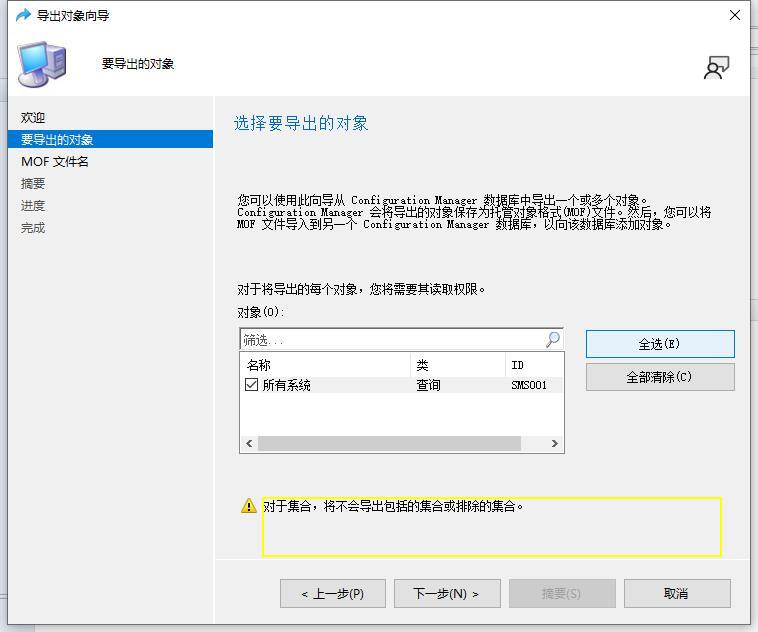 导出对象向导
要导出的对象
欢迎
要导出的对象
MOF 文件名
摘要
进度
完成
选择要导出的对象
您可以使用此向导从 Configuration Manager 数据库中导出一个或多个对象。
Configuration Manager 会将导出的对象保存为托管对象格式(MOF)文件。然后，您可以将
MOF 文件导入到另一个 Configuration Manager 数据库，以向该数据库添加对象。
对于将导出的每个对象，您将需要其读取权限。
对象(O):
筛选...
全选(E)
名称 类 ID
全部清除(C)
所有系统 查询 SMS001
对于集合，将不会导出包括的集合或排除的集合。
< 上一步(P) 下一步(N) > 摘要(S) 取消